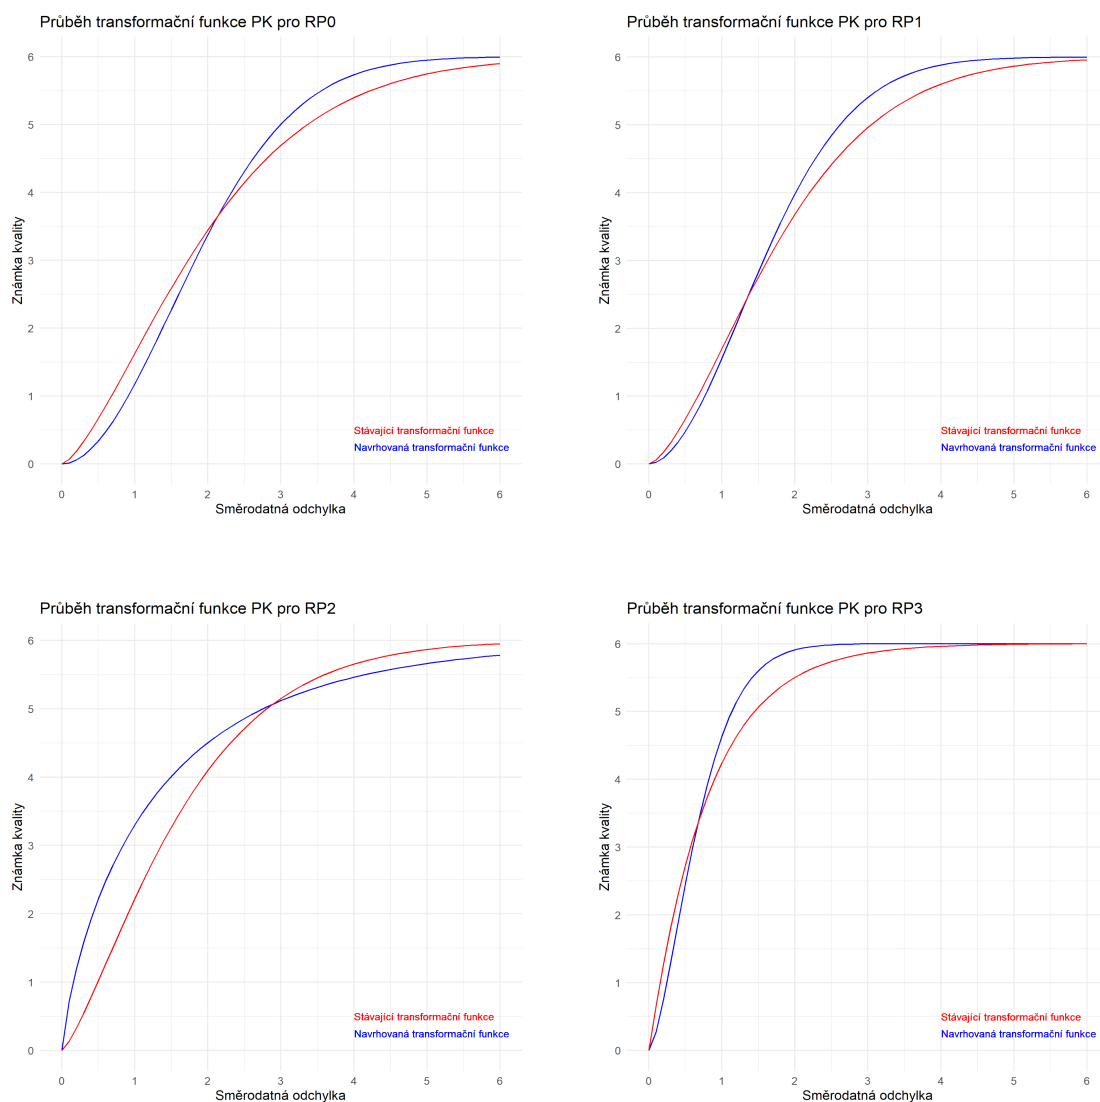 Průběh transformační funkce PK pro RP0
6
5
4
3
2
1
0
Známka kvality
Stávající transformační funkce
Navrhovaná transformační funkce
0 1 2 3 4 5 6
Směrodatná odchylka
Průběh transformační funkce PK pro RP1
6
5
4
3
2
1
0
Známka kvality
Stávající transformační funkce
Navrhovaná transformační funkce
0 1 2 3 4 5 6
Směrodatná odchylka
Průběh transformační funkce PK pro RP2
6
5
4
3
2
1
0
Známka kvality
Stávající transformační funkce
Navrhovaná transformační funkce
0 1 2 3 4 5 6
Směrodatná odchylka
Průběh transformační funkce PK pro RP3
6
5
4
3
2
1
0
Známka kvality
Stávající transformační funkce
Navrhovaná transformační funkce
0 1 2 3 4 5 6
Směrodatná odchylka